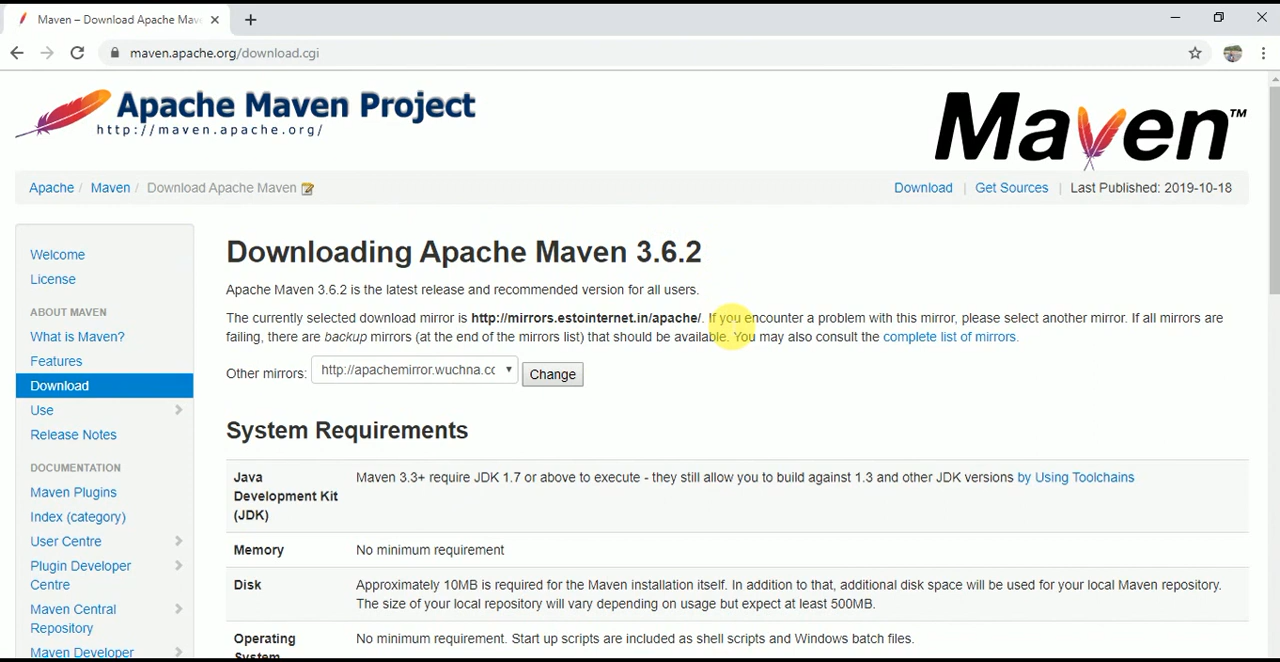 Maven – Download Apache Mav
maven.apache.org/download.cgi
Apache Maven Project
http://maven.apache.org/
Maven™
Apache / Maven / Download Apache Maven
Download | Get Sources | Last Published: 2019-10-18
Welcome
License
ABOUT MAVEN
What is Maven?
Features
Download
Use
Release Notes
DOCUMENTATION
Maven Plugins
Index (category)
User Centre
Plugin Developer
Centre
Maven Central
Repository
Maven Developer
Downloading Apache Maven 3.6.2
Apache Maven 3.6.2 is the latest release and recommended version for all users.
The currently selected download mirror is http://mirrors.estointernet.in/apache/. If you encounter a problem with this mirror, please select another mirror. If all mirrors are
failing, there are backup mirrors (at the end of the mirrors list) that should be available. You may also consult the complete list of mirrors.
Other mirrors: http://apachemirror.wuchna.cc Change
System Requirements
Java
Development Kit
(JDK)
Maven 3.3+ require JDK 1.7 or above to execute - they still allow you to build against 1.3 and other JDK versions by Using Toolchains
Memory
No minimum requirement
Disk
Approximately 10MB is required for the Maven installation itself. In addition to that, additional disk space will be used for your local Maven repository.
The size of your local repository will vary depending on usage but expect at least 500MB.
Operating
System
No minimum requirement. Start up scripts are included as shell scripts and Windows batch files.